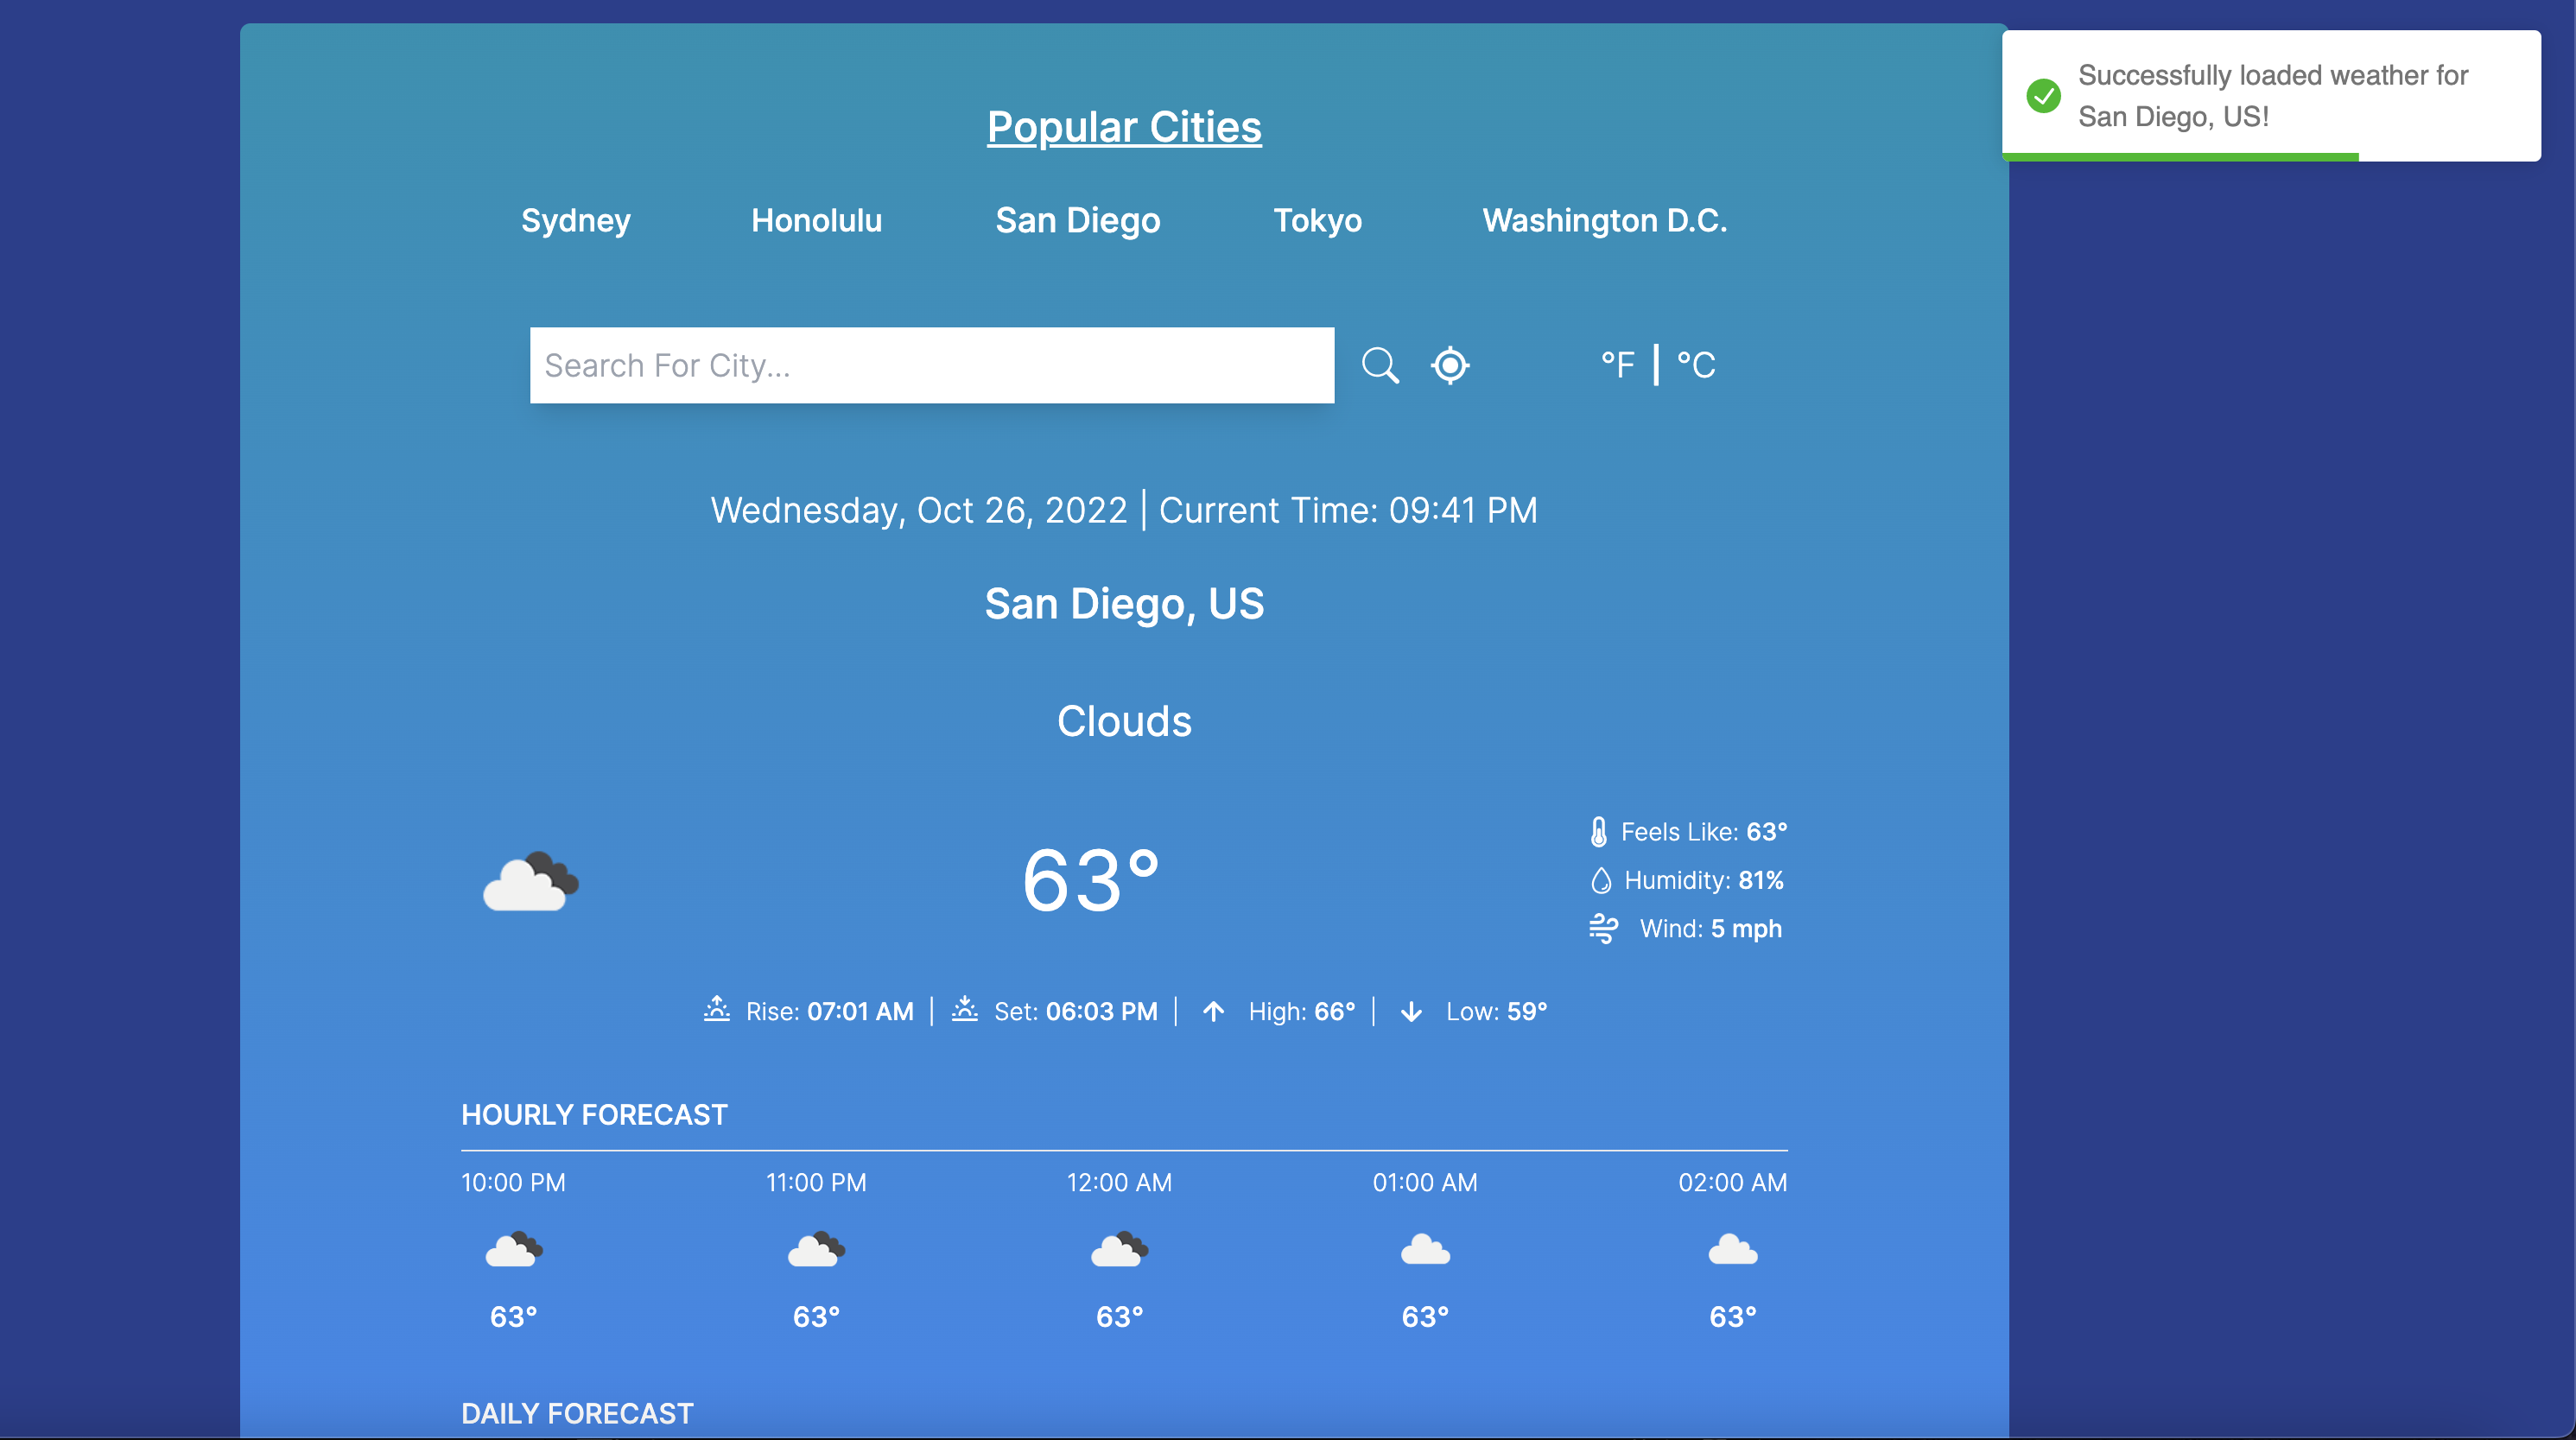 Successfully loaded weather for
San Diego, US!
Popular Cities
Sydney Honolulu San Diego Tokyo Washington D.C.
Search For City... °F | °C
Wednesday, Oct 26, 2022 | Current Time: 09:41 PM
San Diego, US
Clouds
63°
Feels Like: 63°
Humidity: 81%
Wind: 5 mph
Rise: 07:01 AM | Set: 06:03 PM | High: 66° | Low: 59°
HOURLY FORECAST
10:00 PM 11:00 PM 12:00 AM 01:00 AM 02:00 AM
63° 63° 63° 63° 63°
DAILY FORECAST